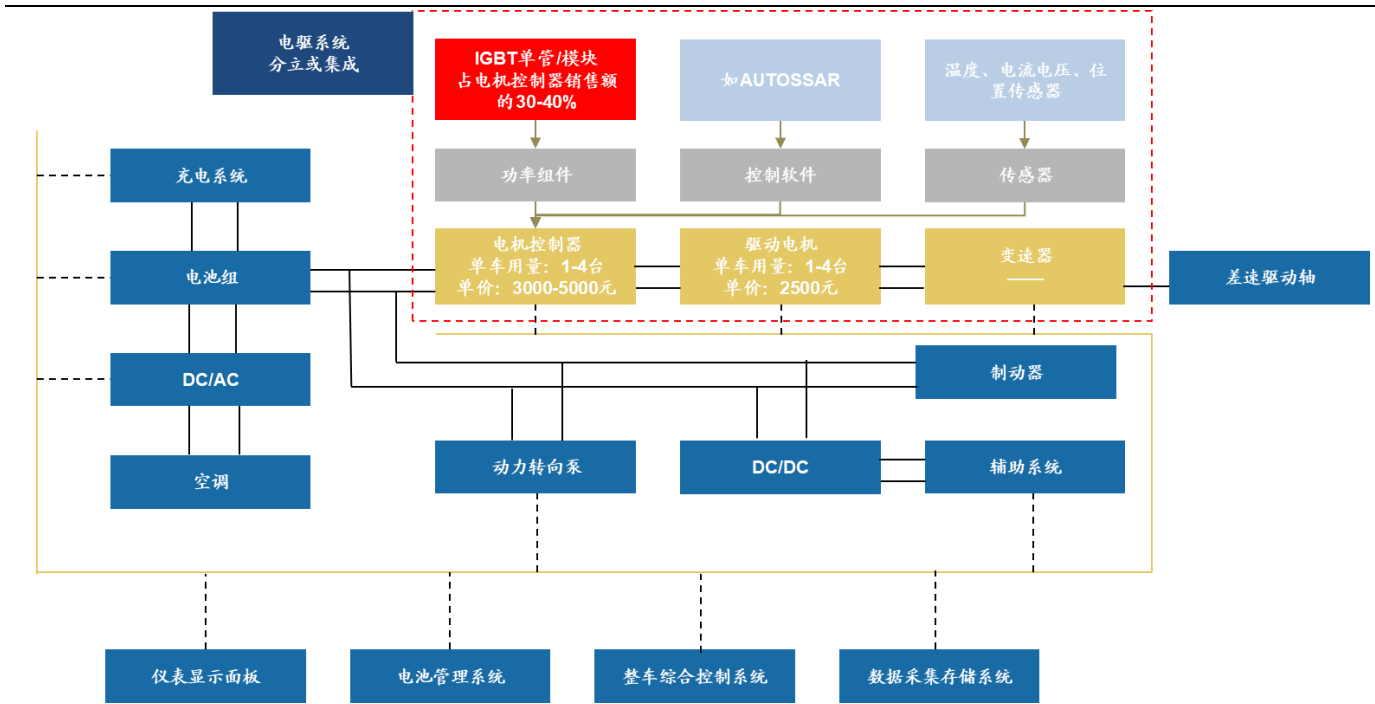 电驱系统
分立或集成
IGBT单管/模块
占电机控制器销售额
的30-40%
如AUTOSSAR
温度、电流电压、位
置传感器
充电系统
功率组件
控制软件
传感器
电池组
电机控制器
单车用量：1-4台
单价：3000-5000元
驱动电机
单车用量：1-4台
单价：2500元
变速器
——
差速驱动轴
DC/AC
制动器
空调
动力转向泵
DC/DC
辅助系统
仪表显示面板
电池管理系统
整车综合控制系统
数据采集存储系统